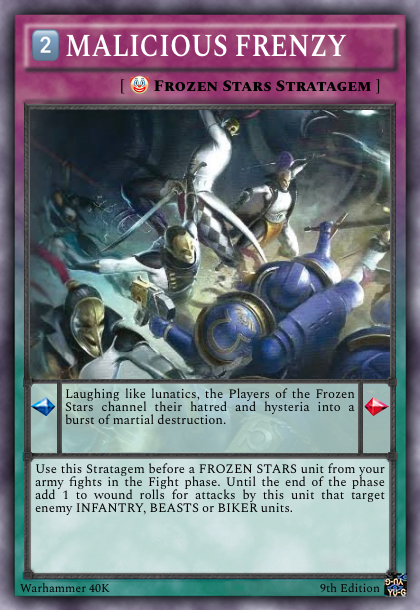 2 MALICIOUS FRENZY
[ FROZEN STARS STRATAGEM ]
Laughing like lunatics, the Players of the Frozen
Stars channel their hatred and hysteria into a
burst of martial destruction.
Use this Stratagem before a FROZEN STARS unit from your
army fights in the Fight phase. Until the end of the phase
add 1 to wound rolls for attacks by this unit that target
enemy INFANTRY, BEASTS or BIKER units.
Warhammer 40K
9th Edition